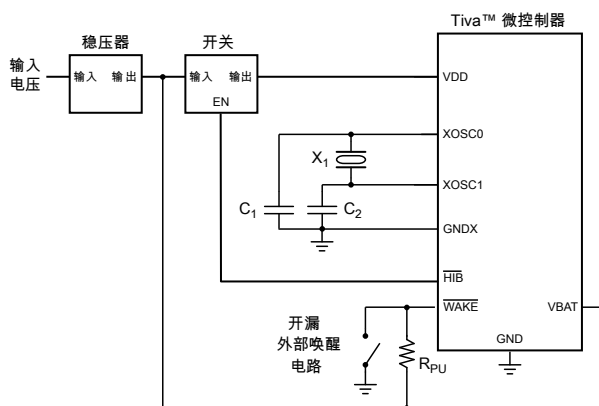 Tiva™ 微控制器
稳压器
开关
输入
电压
输入
输出
输入
输出
EN
VDD
XOSC0
X1
XOSC1
C1
C2
GNDX
HIB
WAKE
VBAT
开漏
外部唤醒
电路
RPU
GND